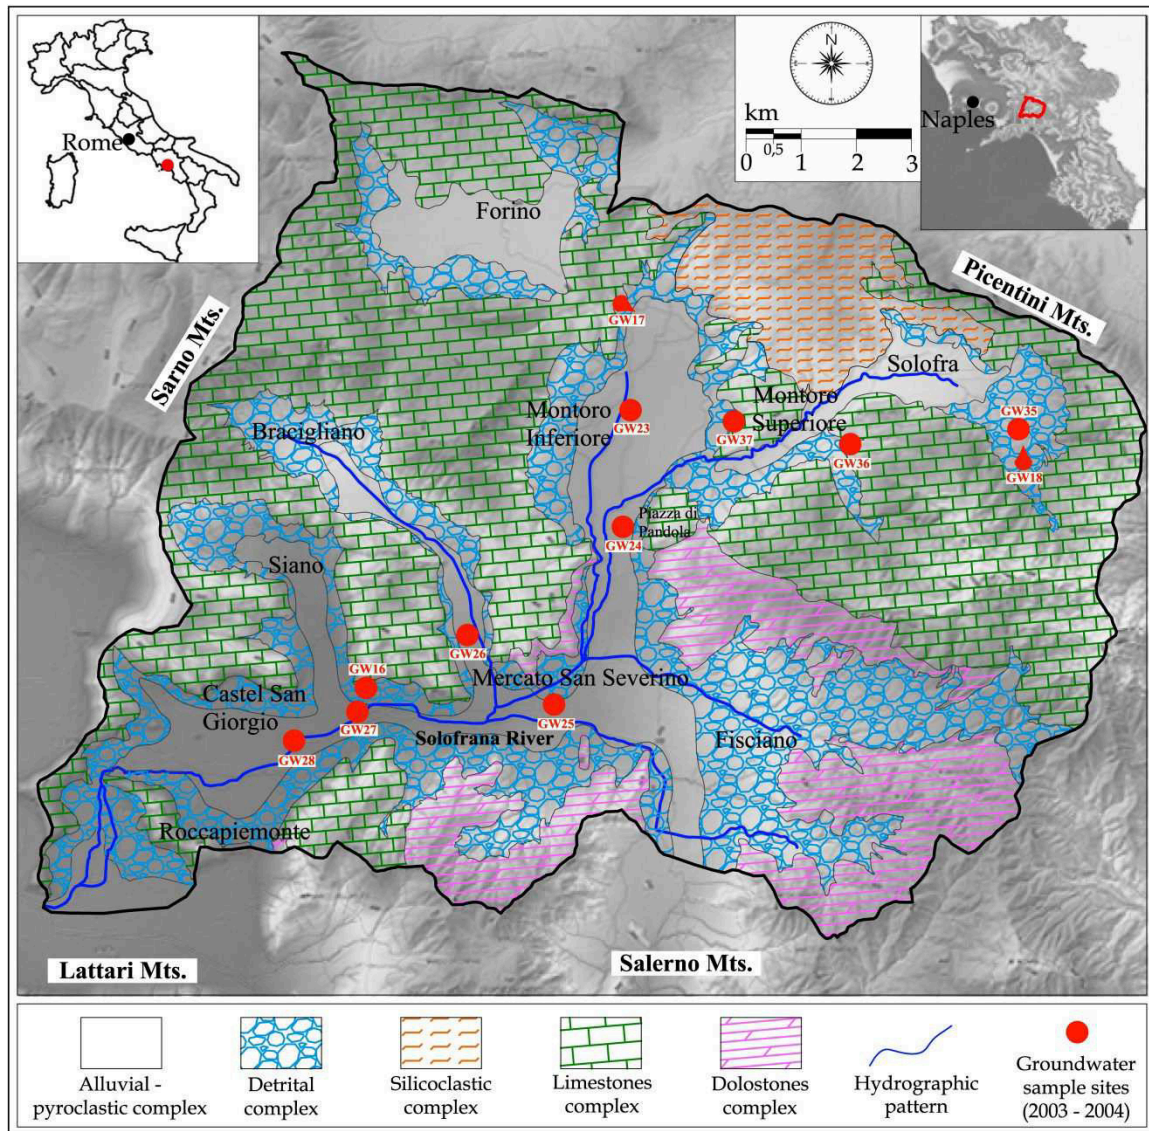 Rome
N
km
0
0,5
1
2
3
Naples
Forino
Sarno Mts.
Picentini Mts.
GW17
Solofra
Montoro
Inferiore
GW23
Montoro
Superiore
GW37
GW36
GW35
GW18
Bracigliano
Piazza di
Pandola
GW24
Siano
GW26
GW16
Castel San
Giorgio
GW27
GW28
Mercato San Severino
GW25
Solofrana River
Fisciano
Roccapiemonte
Lattari Mts.
Salerno Mts.
Alluvial -
pyroclastic complex
Detrital
complex
Silicoclastic
complex
Limestones
complex
Dolostones
complex
Hydrographic
pattern
Groundwater
sample sites
(2003 - 2004)